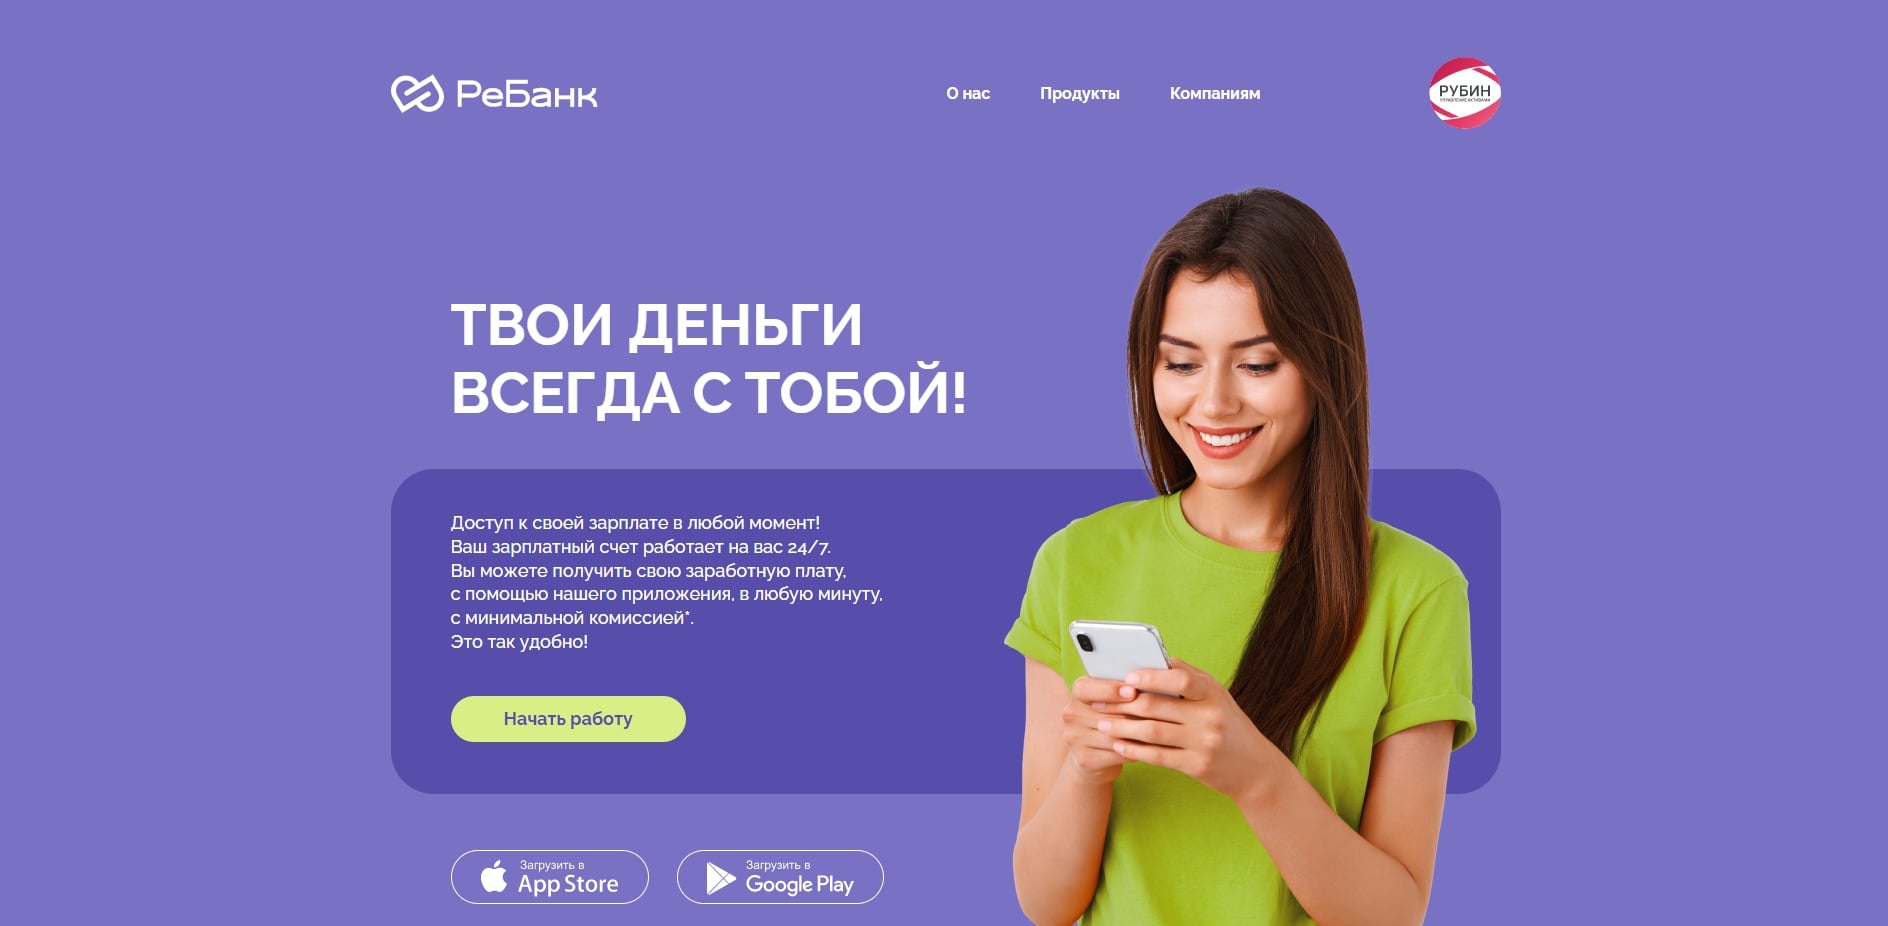 РеБанк
О нас
Продукты
Компаниям
РУБИН
УПРАВЛЕНИЕ АКТИВАМИ
ТВОИ ДЕНЬГИ
ВСЕГДА С ТОБОЙ!
Доступ к своей зарплате в любой момент!
Ваш зарплатный счет работает на вас 24/7.
Вы можете получить свою заработную плату,
с помощью нашего приложения, в любую минуту,
с минимальной комиссией*.
Это так удобно!
Начать работу
Загрузить в
App Store
Загрузить в
Google Play